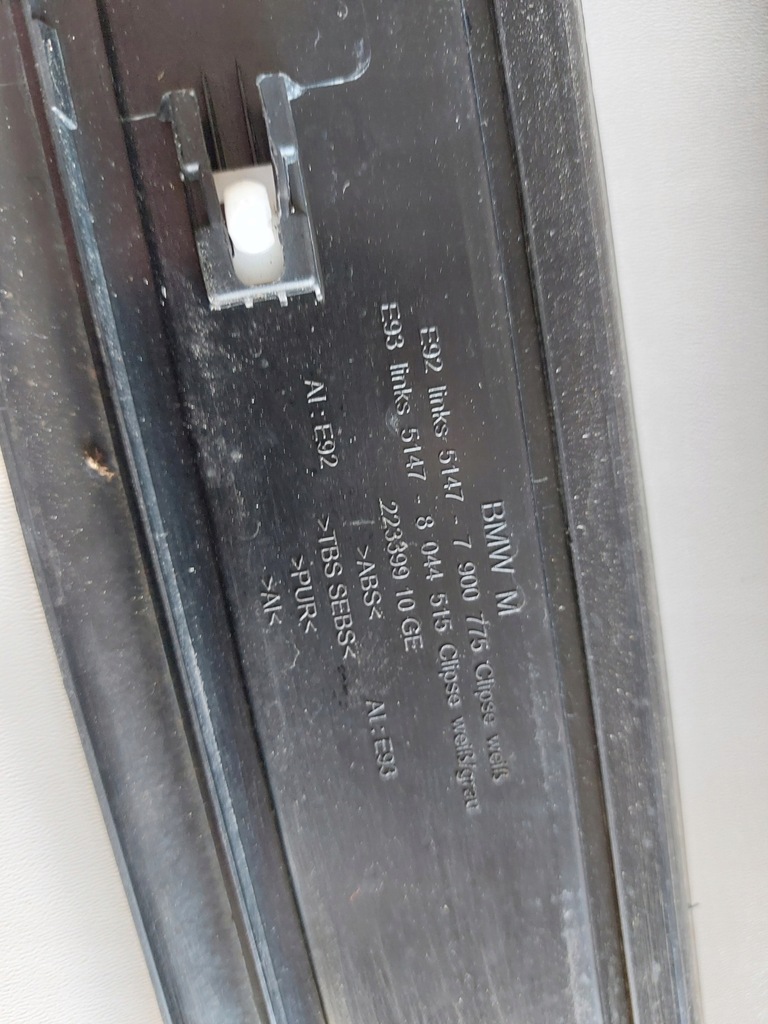 BMW M
E92 links 5147 - 7 900 775 Clipse weiß
E93 links 5147 - 8 044 515 Clipse weiß/grau
223399 10 GE
AI: E92 >ABS< AI: E93
>TBS SEBS<
>PUR<
>AI<